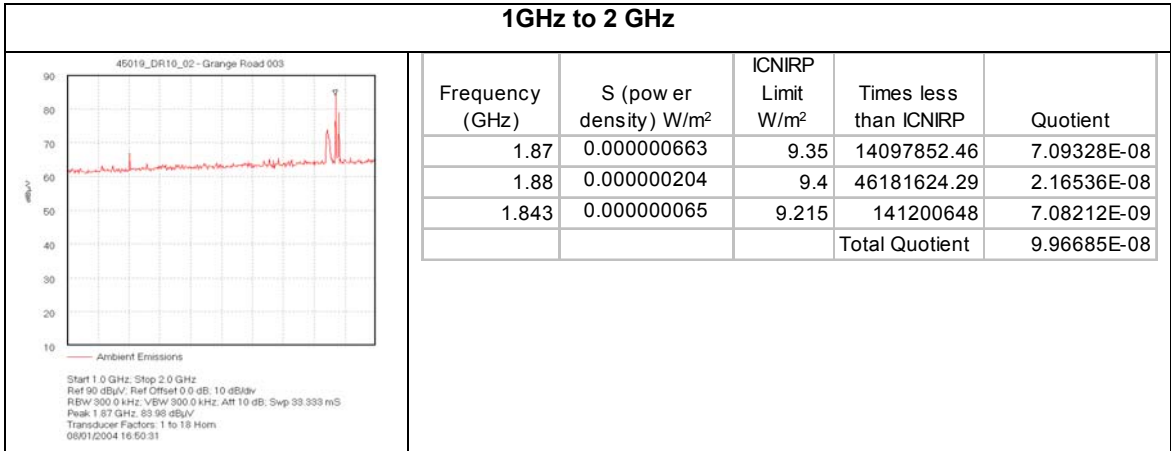 1GHz to 2 GHz
45019_DR10_02 - Grange Road 003
90
80
70
60
50
40
30
20
10
dBµV
Ambient Emissions
Start 1.0 GHz; Stop 2.0 GHz
Ref 90 dBµV; Ref Offset 0.0 dB; 10 dB/div
RBW 300.0 kHz; VBW 300.0 kHz; Att 10 dB; Swp 33.333 mS
Peak 1.87 GHz, 83.98 dBµV
Transducer Factors: 1 to 18 Horn
08/01/2004 16:50:31
Frequency (GHz) S (pow er density) W/m² ICNIRP Limit W/m² Times less than ICNIRP Quotient
1.87 0.000000663 9.35 14097852.46 7.09328E-08
1.88 0.000000204 9.4 46181624.29 2.16536E-08
1.843 0.000000065 9.215 141200648 7.08212E-09
Total Quotient 9.96685E-08